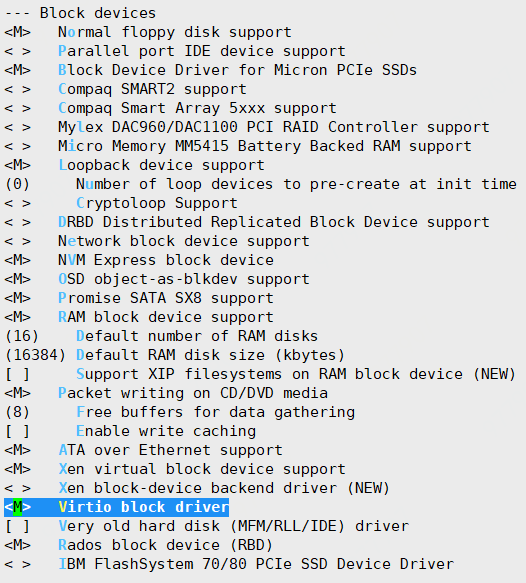 --- Block devices
<M>   Normal floppy disk support
< >   Parallel port IDE device support
<M>   Block Device Driver for Micron PCIe SSDs
< >   Compaq SMART2 support
< >   Compaq Smart Array 5xxx support
< >   Mylex DAC960/DAC1100 PCI RAID Controller support
< >   Micro Memory MM5415 Battery Backed RAM support
<M>   Loopback device support
(0)     Number of loop devices to pre-create at init time
< >     Cryptoloop Support
< >   DRBD Distributed Replicated Block Device support
< >   Network block device support
<M>   NVM Express block device
<M>   OSD object-as-blkdev support
<M>   Promise SATA SX8 support
<M>   RAM block device support
(16)    Default number of RAM disks
(16384) Default RAM disk size (kbytes)
[ ]     Support XIP filesystems on RAM block device (NEW)
<M>   Packet writing on CD/DVD media
(8)     Free buffers for data gathering
[ ]     Enable write caching
<M>   ATA over Ethernet support
<M>   Xen virtual block device support
< >   Xen block-device backend driver (NEW)
<M>   Virtio block driver
[ ]   Very old hard disk (MFM/RLL/IDE) driver
<M>   Rados block device (RBD)
< >   IBM FlashSystem 70/80 PCIe SSD Device Driver